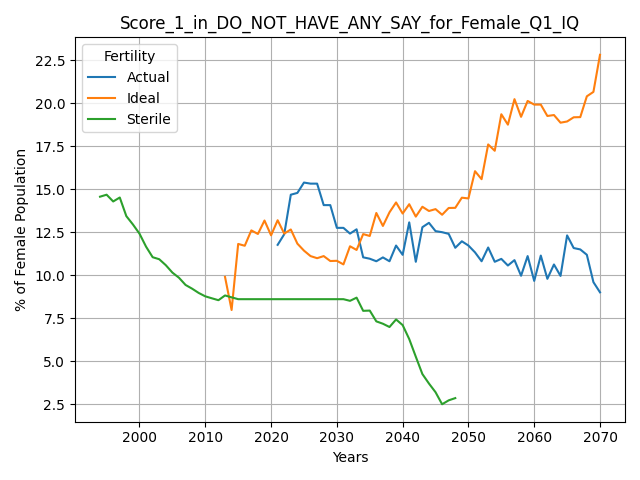 Score_1_in_DO_NOT_HAVE_ANY_SAY_for_Female_Q1_IQ
Fertility
Actual
Ideal
Sterile
% of Female Population
22.5
20.0
17.5
15.0
12.5
10.0
7.5
5.0
2.5
2000 2010 2020 2030 2040 2050 2060 2070
Years